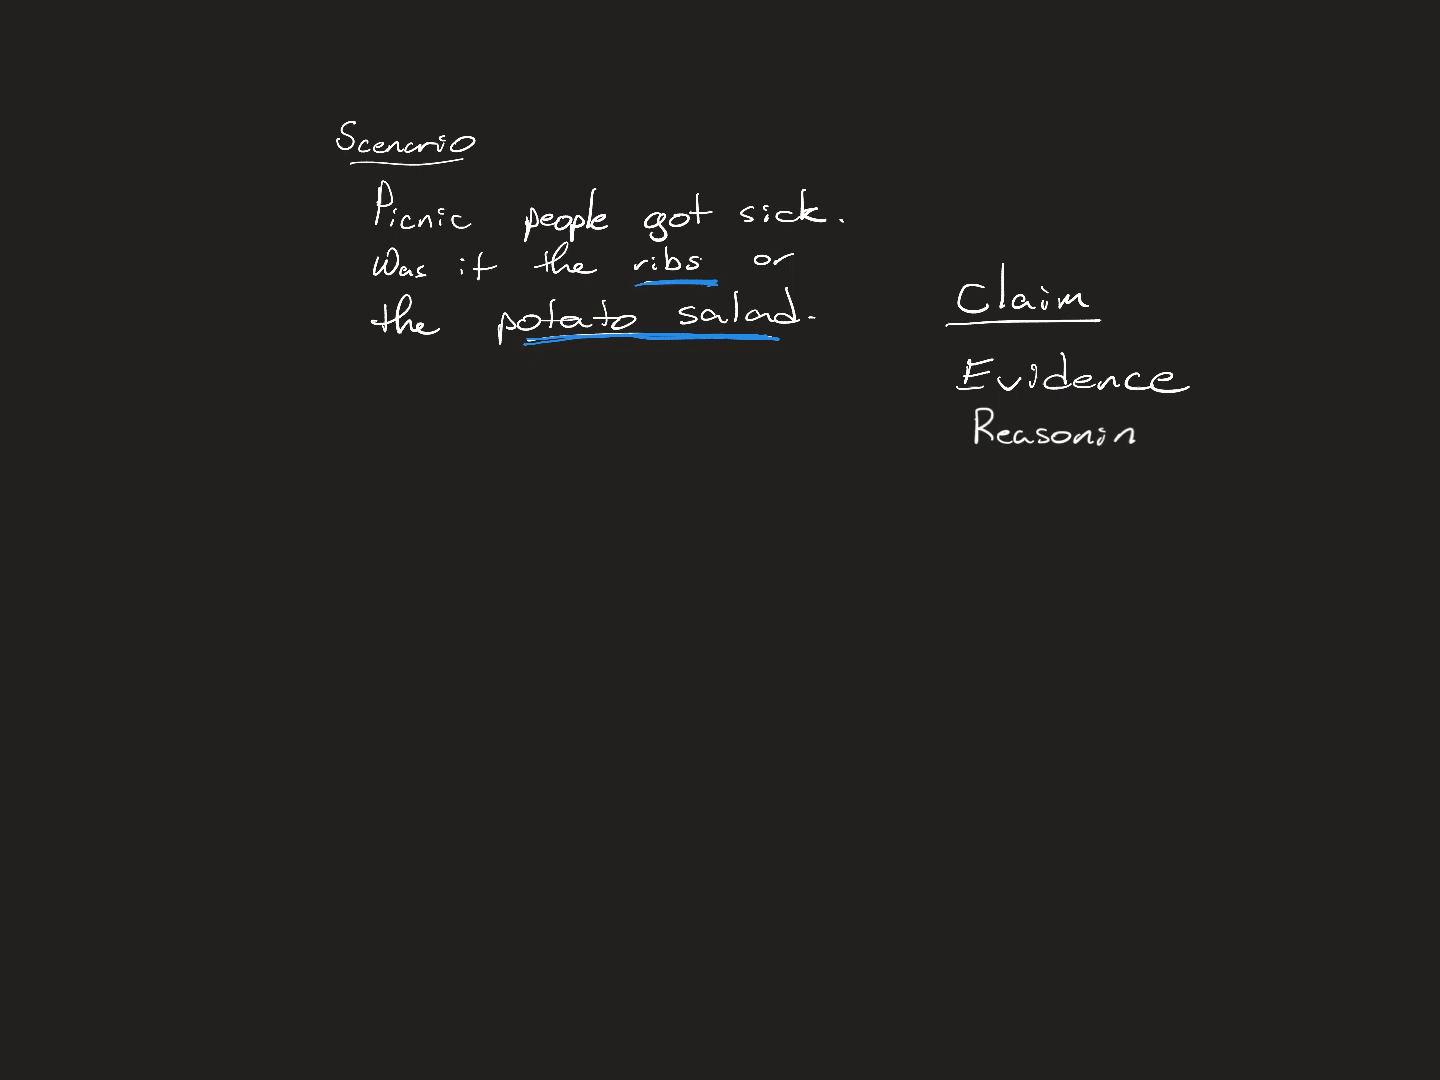 Scenario
Picnic people got sick.
Was it the ribs or
the potato salad.
Claim
Evidence
Reasonin